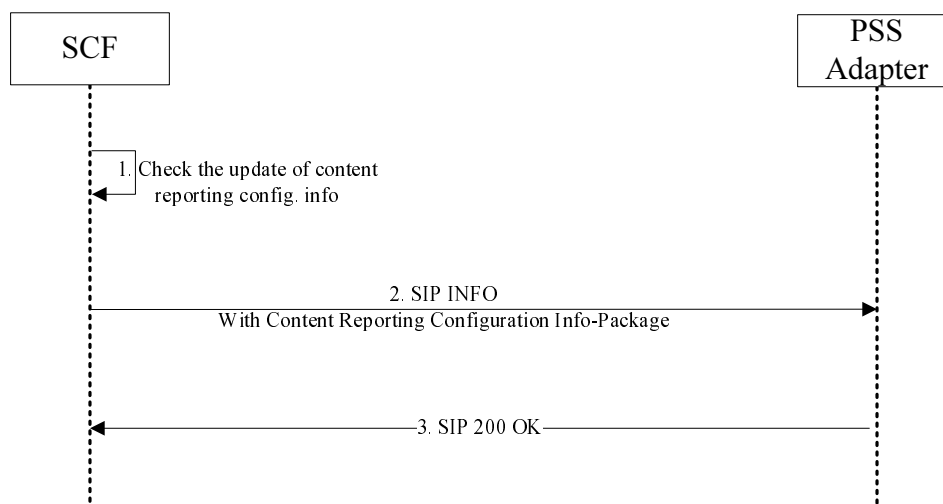 SCF
PSS
Adapter
1. Check the update of content
reporting config. info
2. SIP INFO
With Content Reporting Configuration Info-Package
3. SIP 200 OK